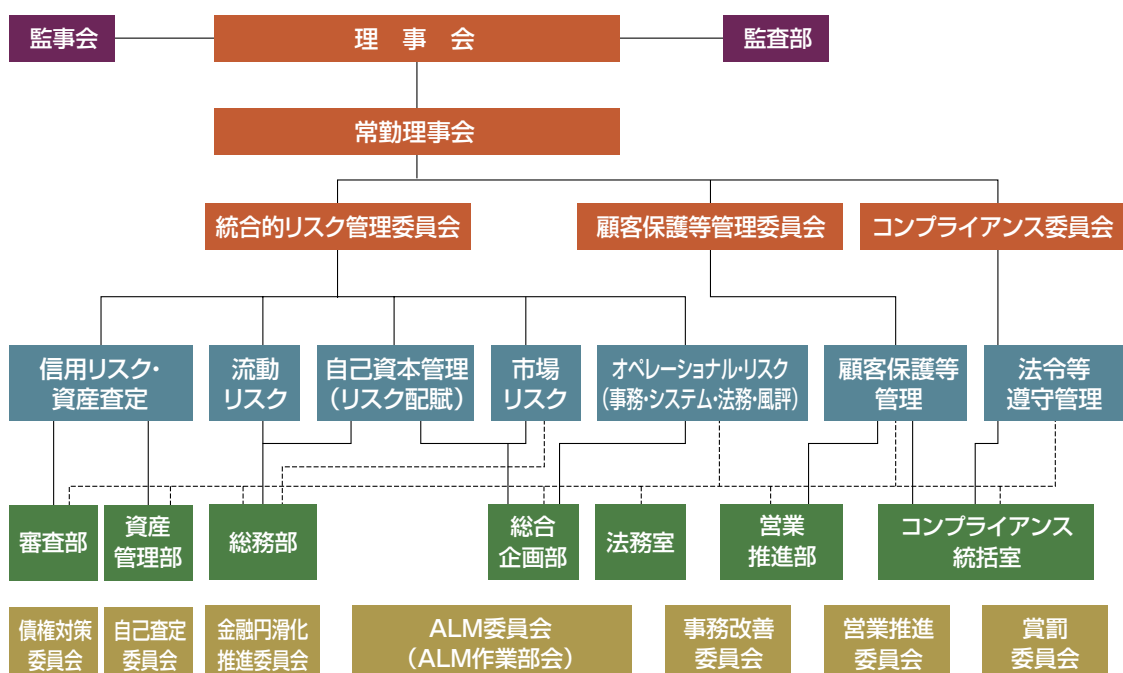 監事会
理 事 会
監査部
常勤理事会
統合的リスク管理委員会
顧客保護等管理委員会
コンプライアンス委員会
信用リスク・
資産査定
流動
リスク
自己資本管理
(リスク配賦)
市場
リスク
オペレーショナル・リスク
(事務・システム・法務・風評)
顧客保護等
管理
法令等
遵守管理
審査部
資産
管理部
総務部
総合
企画部
法務室
営業
推進部
コンプライアンス
統括室
債権対策
委員会
自己査定
委員会
金融円滑化
推進委員会
ALM委員会
(ALM作業部会)
事務改善
委員会
営業推進
委員会
賞罰
委員会